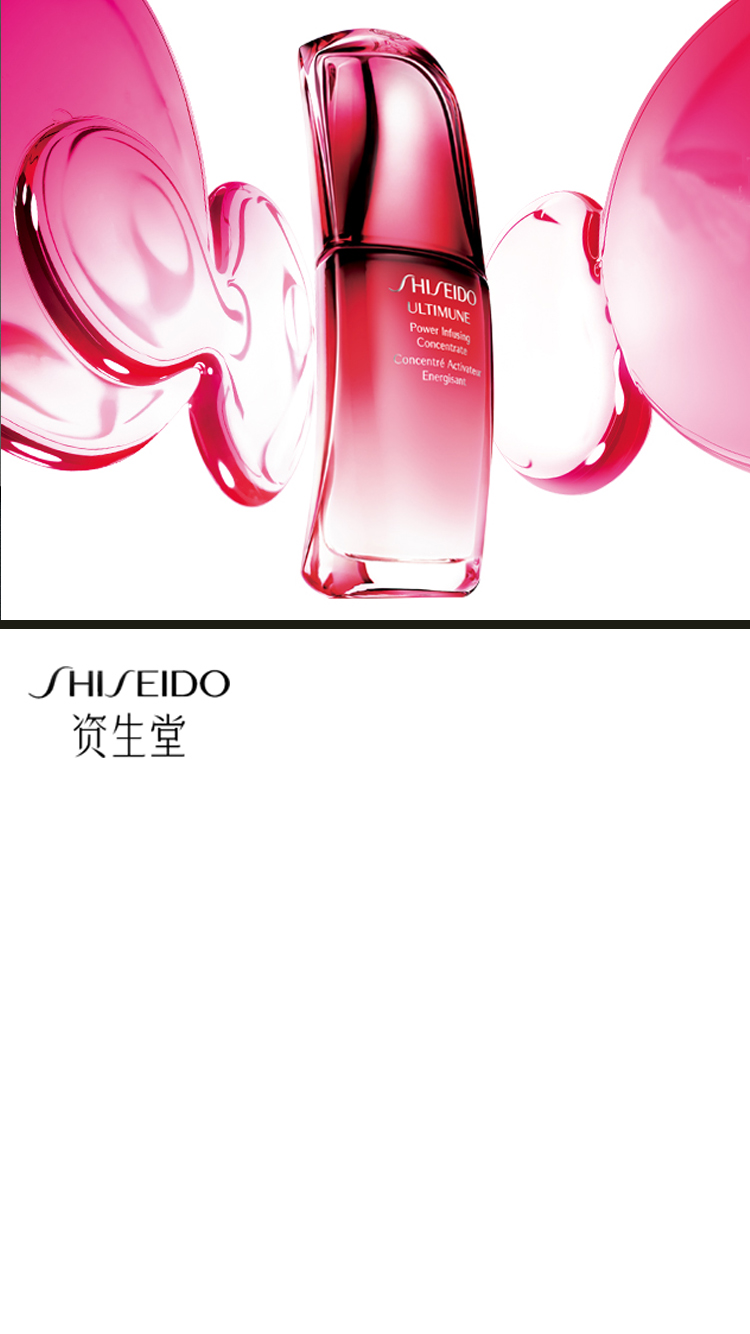 SHISEIDO
ULTIMUNE
Power Infusing
Concentrate
Concentré Activateur
Energisant
SHISEIDO
资生堂